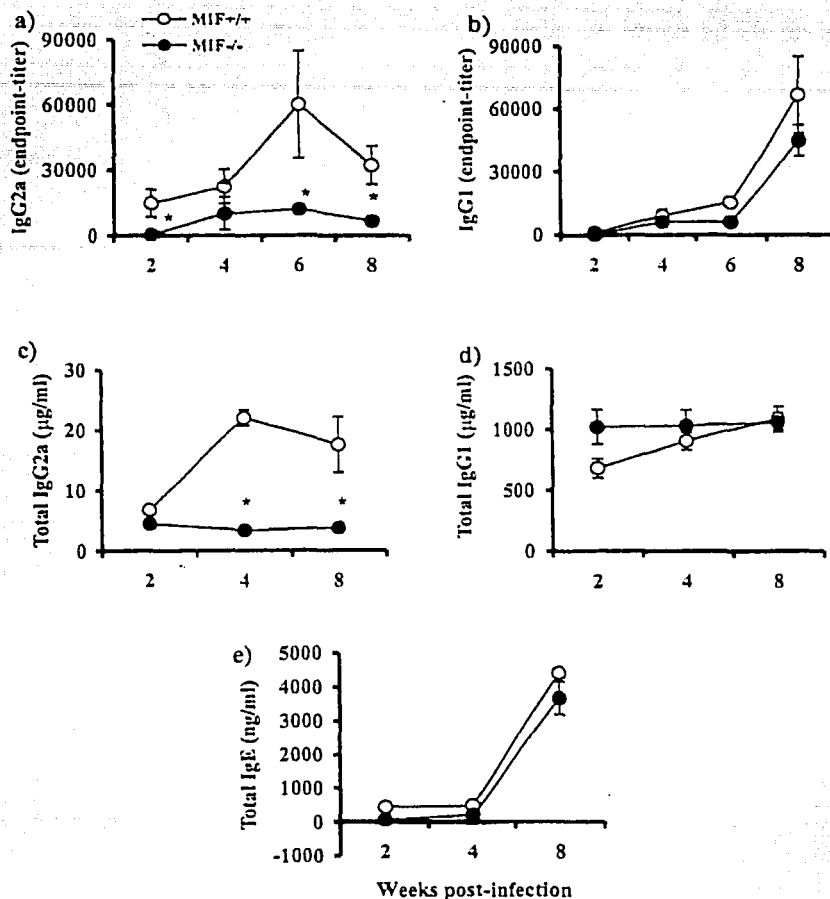 a)
MIF+/+
MIF-/-
IgG2a (endpoint-titer)
90000
60000
30000
0
*
*
*
2 4 6 8
b)
IgG1 (endpoint-titer)
90000
60000
30000
0
2 4 6 8
c)
Total IgG2a (µg/ml)
30
20
10
0
*
*
2 4 8
d)
Total IgG1 (µg/ml)
1500
1000
500
0
2 4 8
e)
Total IgE (ng/ml)
5000
4000
3000
2000
1000
0
-1000
2 4 8
Weeks post-infection